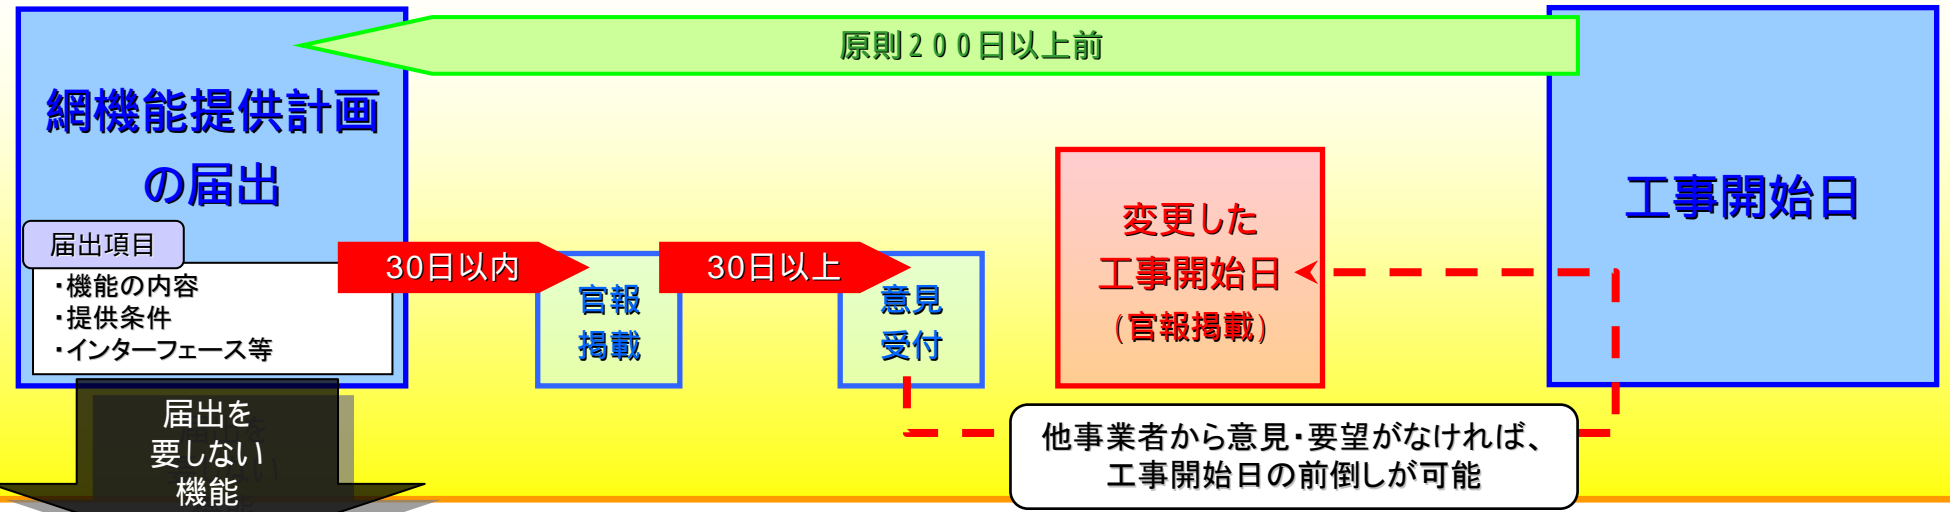 原則200日以上前
網機能提供計画
の届出
届出項目
・機能の内容
・提供条件
・インターフェース等
30日以内
官報
掲載
30日以上
意見
受付
変更した
工事開始日
(官報掲載)
工事開始日
他事業者から意見・要望がなければ、
工事開始日の前倒しが可能
届出を
要しない
機能